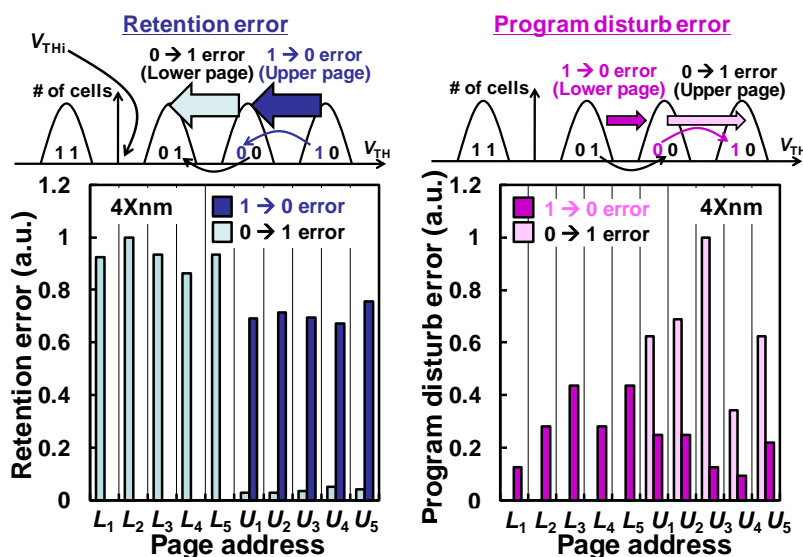 Retention error
V_THi
0 → 1 error
(Lower page)
1 → 0 error
(Upper page)
# of cells
1 1
0 1
0 0
1 0
V_TH
Retention error (a.u.)
1.2
1
0.8
0.6
0.4
0.2
0
4Xnm
1 → 0 error
0 → 1 error
L1 L2 L3 L4 L5 U1 U2 U3 U4 U5
Page address
Program disturb error
1 → 0 error
(Lower page)
0 → 1 error
(Upper page)
# of cells
1 1
0 1
0 0
1 0
V_TH
Program disturb error (a.u.)
1.2
1
0.8
0.6
0.4
0.2
0
1 → 0 error
0 → 1 error
4Xnm
L1 L2 L3 L4 L5 U1 U2 U3 U4 U5
Page address